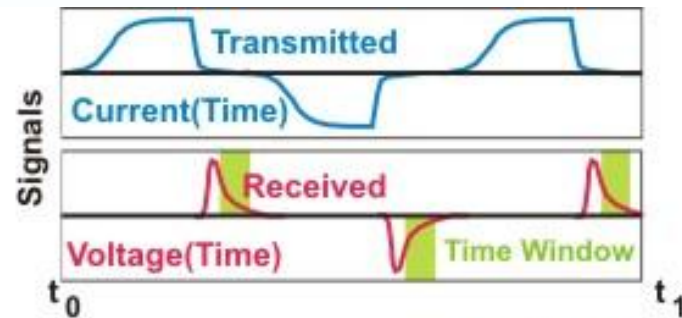 Transmitted
Current(Time)
Signals
Received
Voltage(Time)
Time Window
t0
t1